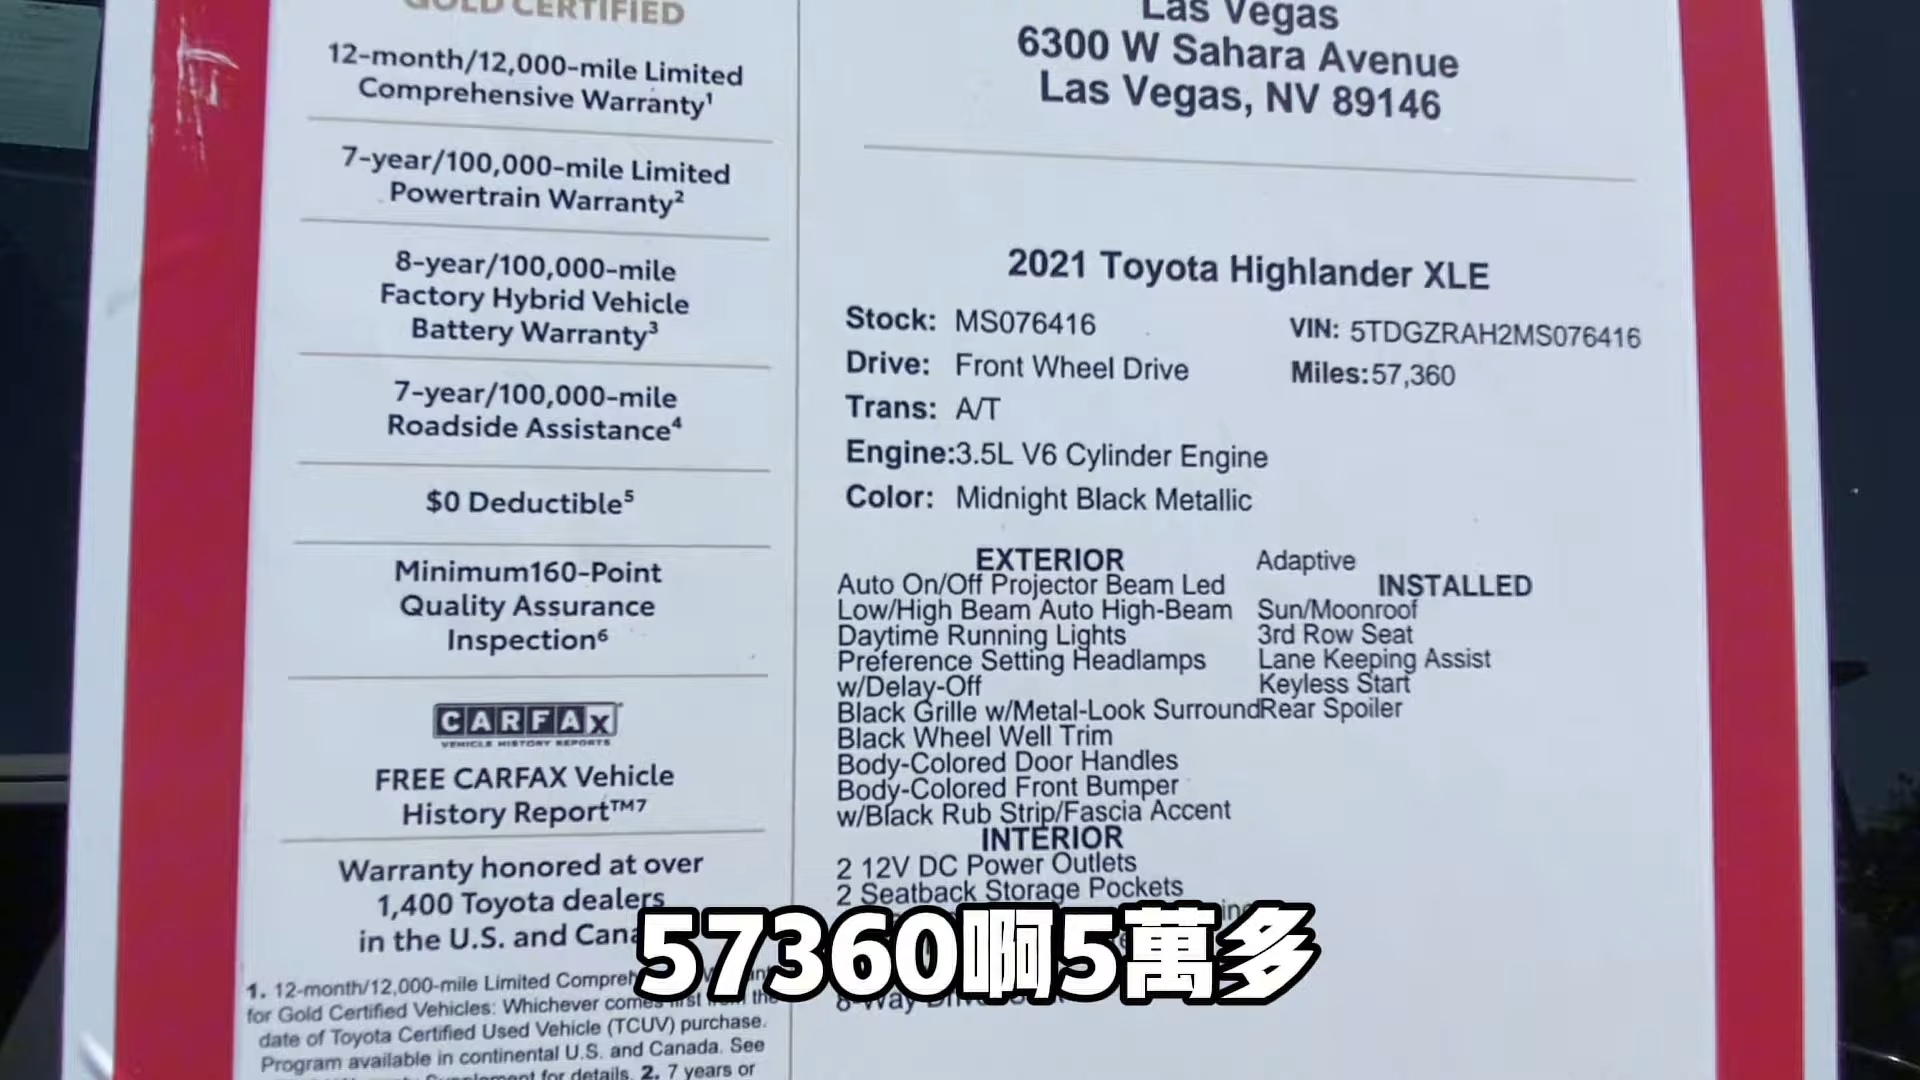 GOLD CERTIFIED
12-month/12,000-mile Limited
Comprehensive Warranty¹
7-year/100,000-mile Limited
Powertrain Warranty²
8-year/100,000-mile
Factory Hybrid Vehicle
Battery Warranty³
7-year/100,000-mile
Roadside Assistance⁴
$0 Deductible⁵
Minimum160-Point
Quality Assurance
Inspection⁶
CARFAX
VEHICLE HISTORY REPORTS
FREE CARFAX Vehicle
History Report™⁷
Warranty honored at over
1,400 Toyota dealers
in the U.S. and
1. 12-month/12,000-mile Limited
for Gold Certified Vehicles: Whichever comes first from the
date of Toyota Certified Used Vehicle (TCUV) purchase.
Program available in continental U.S. and Canada. See
for details. 2. 7 years or
Las Vegas
6300 W Sahara Avenue
Las Vegas, NV 89146
2021 Toyota Highlander XLE
Stock: MS076416
VIN: 5TDGZRAH2MS076416
Drive: Front Wheel Drive
Miles:57,360
Trans: A/T
Engine:3.5L V6 Cylinder Engine
Color: Midnight Black Metallic
EXTERIOR
Auto On/Off Projector Beam Led
Low/High Beam Auto High-Beam
Daytime Running Lights
Preference Setting Headlamps
w/Delay-Off
Black Grille w/Metal-Look Surround
Black Wheel Well Trim
Body-Colored Door Handles
Body-Colored Front Bumper
w/Black Rub Strip/Fascia Accent
INTERIOR
2 12V DC Power Outlets
2 Seatback Storage Pockets
8-Way
Adaptive
INSTALLED
Sun/Moonroof
3rd Row Seat
Lane Keeping Assist
Keyless Start
Rear Spoiler
57360啊5萬多